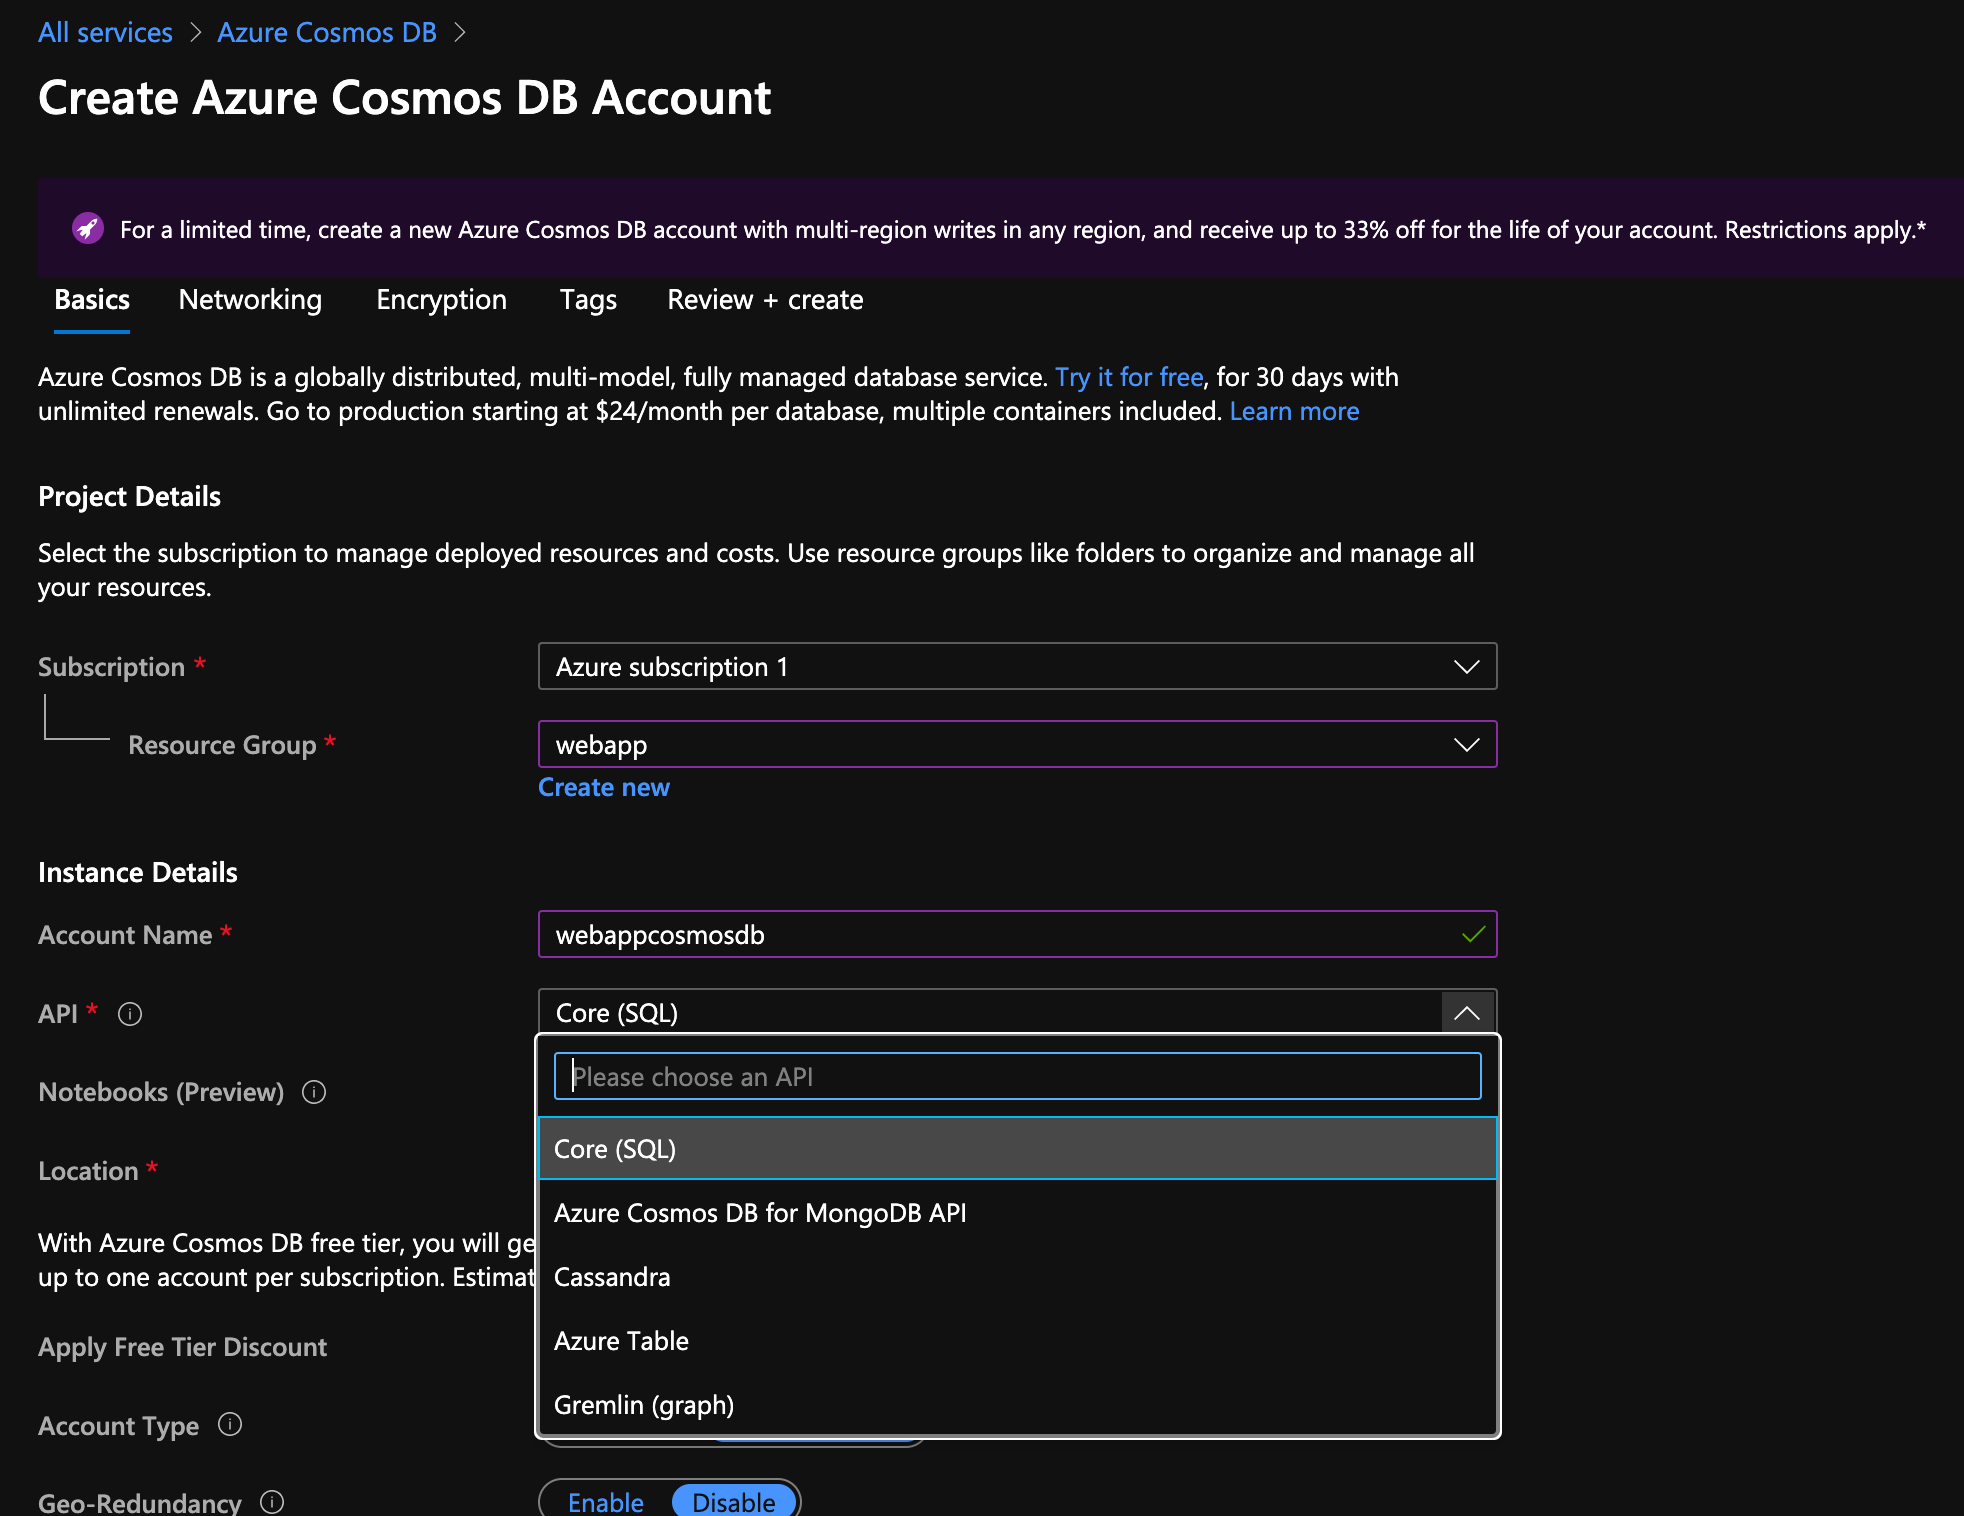 All services > Azure Cosmos DB >
Create Azure Cosmos DB Account
For a limited time, create a new Azure Cosmos DB account with multi-region writes in any region, and receive up to 33% off for the life of your account. Restrictions apply.*
Basics Networking Encryption Tags Review + create
Azure Cosmos DB is a globally distributed, multi-model, fully managed database service. Try it for free, for 30 days with
unlimited renewals. Go to production starting at $24/month per database, multiple containers included. Learn more
Project Details
Select the subscription to manage deployed resources and costs. Use resource groups like folders to organize and manage all
your resources.
Subscription * Azure subscription 1
Resource Group * webapp
Create new
Instance Details
Account Name * webappcosmosdb
API * Core (SQL)
Please choose an API
Notebooks (Preview)
Core (SQL)
Location *
Azure Cosmos DB for MongoDB API
With Azure Cosmos DB free tier, you will ge
up to one account per subscription. Estimat
Cassandra
Apply Free Tier Discount
Azure Table
Gremlin (graph)
Account Type
Geo-Redundancy Enable Disable